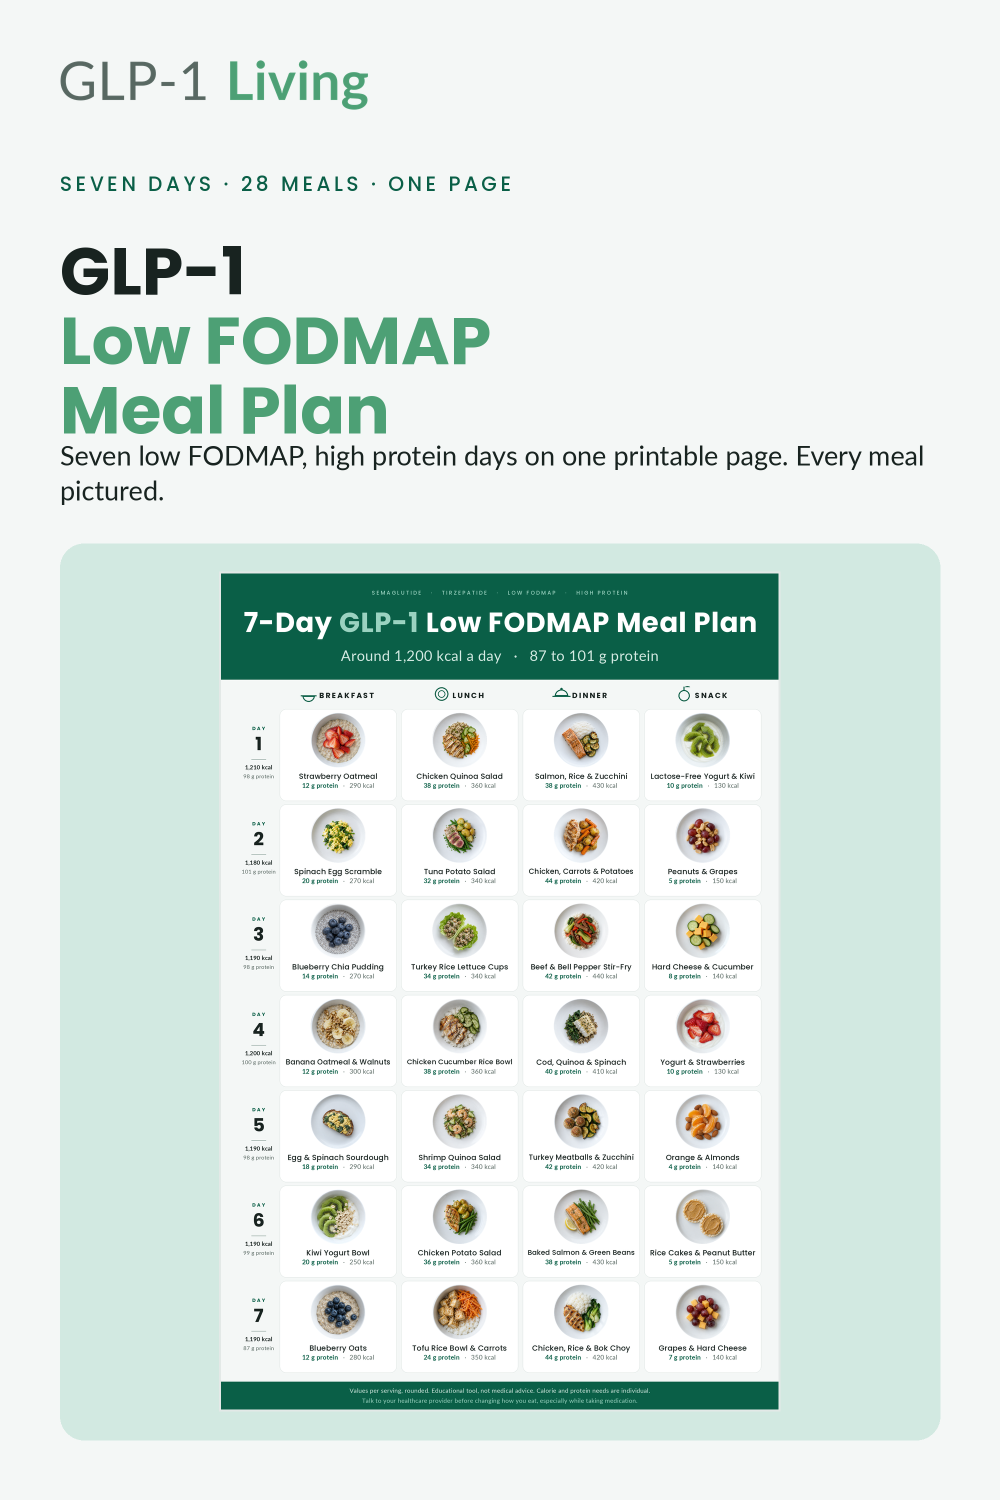 GLP-1 Living
SEVEN DAYS · 28 MEALS · ONE PAGE
GLP-1
Low FODMAP
Meal Plan
Seven low FODMAP, high protein days on one printable page. Every meal
pictured.
SEMAGLUTIDE · TIRZEPATIDE · LOW FODMAP · HIGH PROTEIN
7-Day GLP-1 Low FODMAP Meal Plan
Around 1,200 kcal a day · 87 to 101 g protein
BREAKFAST LUNCH DINNER SNACK
DAY
1
1,210 kcal
98 g protein
Strawberry Oatmeal
12 g protein · 290 kcal
Chicken Quinoa Salad
38 g protein · 360 kcal
Salmon, Rice & Zucchini
38 g protein · 430 kcal
Lactose-Free Yogurt & Kiwi
10 g protein · 130 kcal
DAY
2
1,180 kcal
101 g protein
Spinach Egg Scramble
20 g protein · 270 kcal
Tuna Potato Salad
32 g protein · 340 kcal
Chicken, Carrots & Potatoes
44 g protein · 420 kcal
Peanuts & Grapes
5 g protein · 150 kcal
DAY
3
1,190 kcal
98 g protein
Blueberry Chia Pudding
14 g protein · 270 kcal
Turkey Rice Lettuce Cups
34 g protein · 340 kcal
Beef & Bell Pepper Stir-Fry
42 g protein · 440 kcal
Hard Cheese & Cucumber
8 g protein · 140 kcal
DAY
4
1,200 kcal
100 g protein
Banana Oatmeal & Walnuts
12 g protein · 300 kcal
Chicken Cucumber Rice Bowl
38 g protein · 360 kcal
Cod, Quinoa & Spinach
40 g protein · 410 kcal
Yogurt & Strawberries
10 g protein · 130 kcal
DAY
5
1,190 kcal
98 g protein
Egg & Spinach Sourdough
18 g protein · 290 kcal
Shrimp Quinoa Salad
34 g protein · 340 kcal
Turkey Meatballs & Zucchini
42 g protein · 420 kcal
Orange & Almonds
4 g protein · 140 kcal
DAY
6
1,190 kcal
99 g protein
Kiwi Yogurt Bowl
20 g protein · 250 kcal
Chicken Potato Salad
36 g protein · 360 kcal
Baked Salmon & Green Beans
38 g protein · 430 kcal
Rice Cakes & Peanut Butter
5 g protein · 150 kcal
DAY
7
1,190 kcal
87 g protein
Blueberry Oats
12 g protein · 280 kcal
Tofu Rice Bowl & Carrots
24 g protein · 350 kcal
Chicken, Rice & Bok Choy
44 g protein · 420 kcal
Grapes & Hard Cheese
7 g protein · 140 kcal
Values per serving, rounded. Educational tool, not medical advice. Calorie and protein needs are individual.
Talk to your healthcare provider before changing how you eat, especially while taking medication.